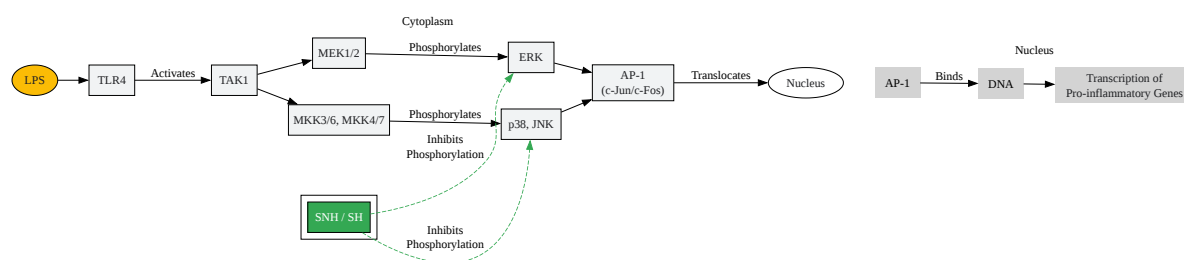 Cytoplasm
LPS
TLR4
Activates
TAK1
MEK1/2
Phosphorylates
ERK
MKK3/6, MKK4/7
Phosphorylates
p38, JNK
AP-1
(c-Jun/c-Fos)
Translocates
Nucleus
Inhibits
Phosphorylation
SNH / SH
Inhibits
Phosphorylation
Nucleus
AP-1
Binds
DNA
Transcription of
Pro-inflammatory Genes